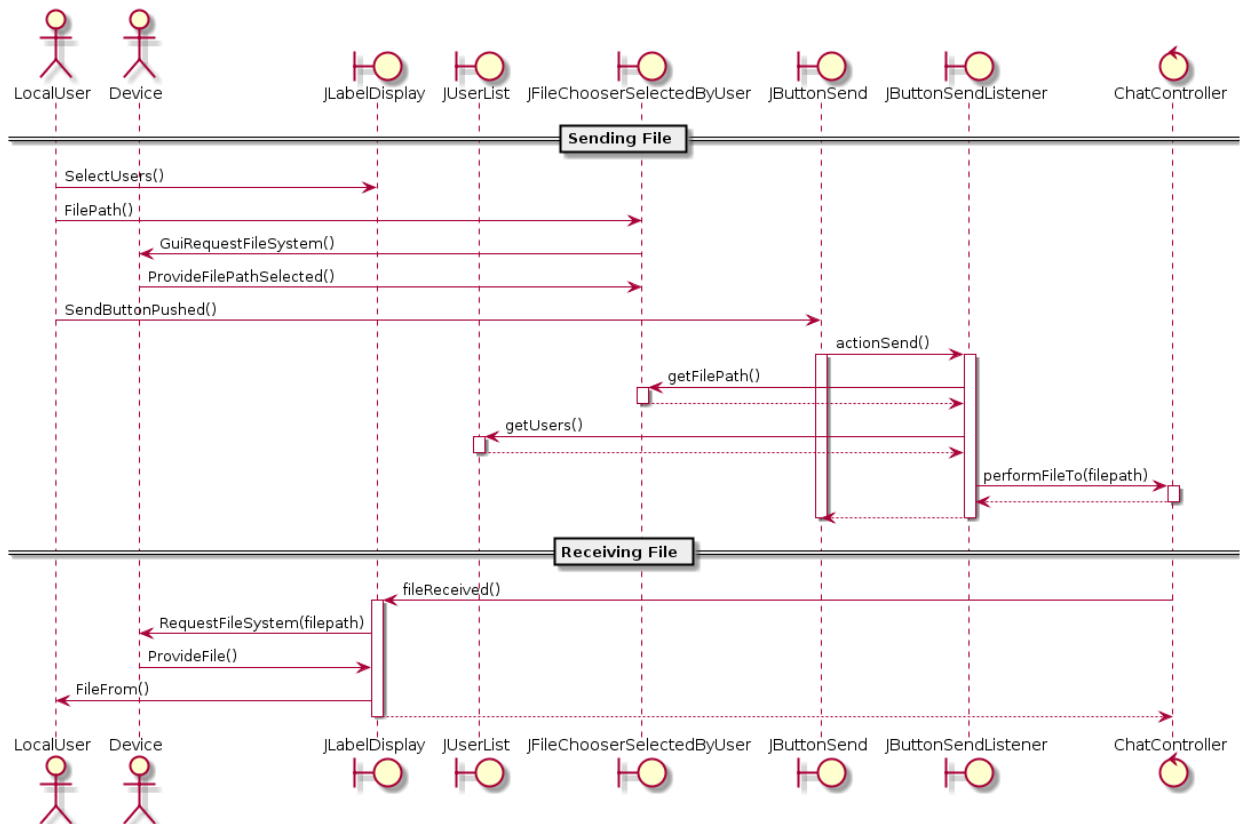 LocalUser Device JLabelDisplay JUserList JFileChooserSelectedByUser JButtonSend JButtonSendListener ChatController
Sending File
SelectUsers()
FilePath()
GuiRequestFileSystem()
ProvideFilePathSelected()
SendButtonPushed()
actionSend()
getFilePath()
getUsers()
performFileTo(filepath)
Receiving File
fileReceived()
RequestFileSystem(filepath)
ProvideFile()
FileFrom()
LocalUser Device JLabelDisplay JUserList JFileChooserSelectedByUser JButtonSend JButtonSendListener ChatController